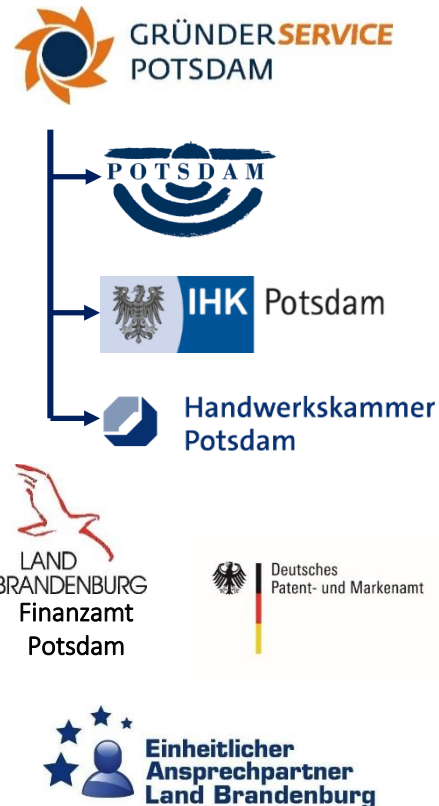 GRÜNDERSERVICE
POTSDAM
POTSDAM
IHK Potsdam
Handwerkskammer
Potsdam
LAND
BRANDENBURG
Finanzamt
Potsdam
Deutsches
Patent- und Markenamt
Einheitlicher
Ansprechpartner
Land Brandenburg